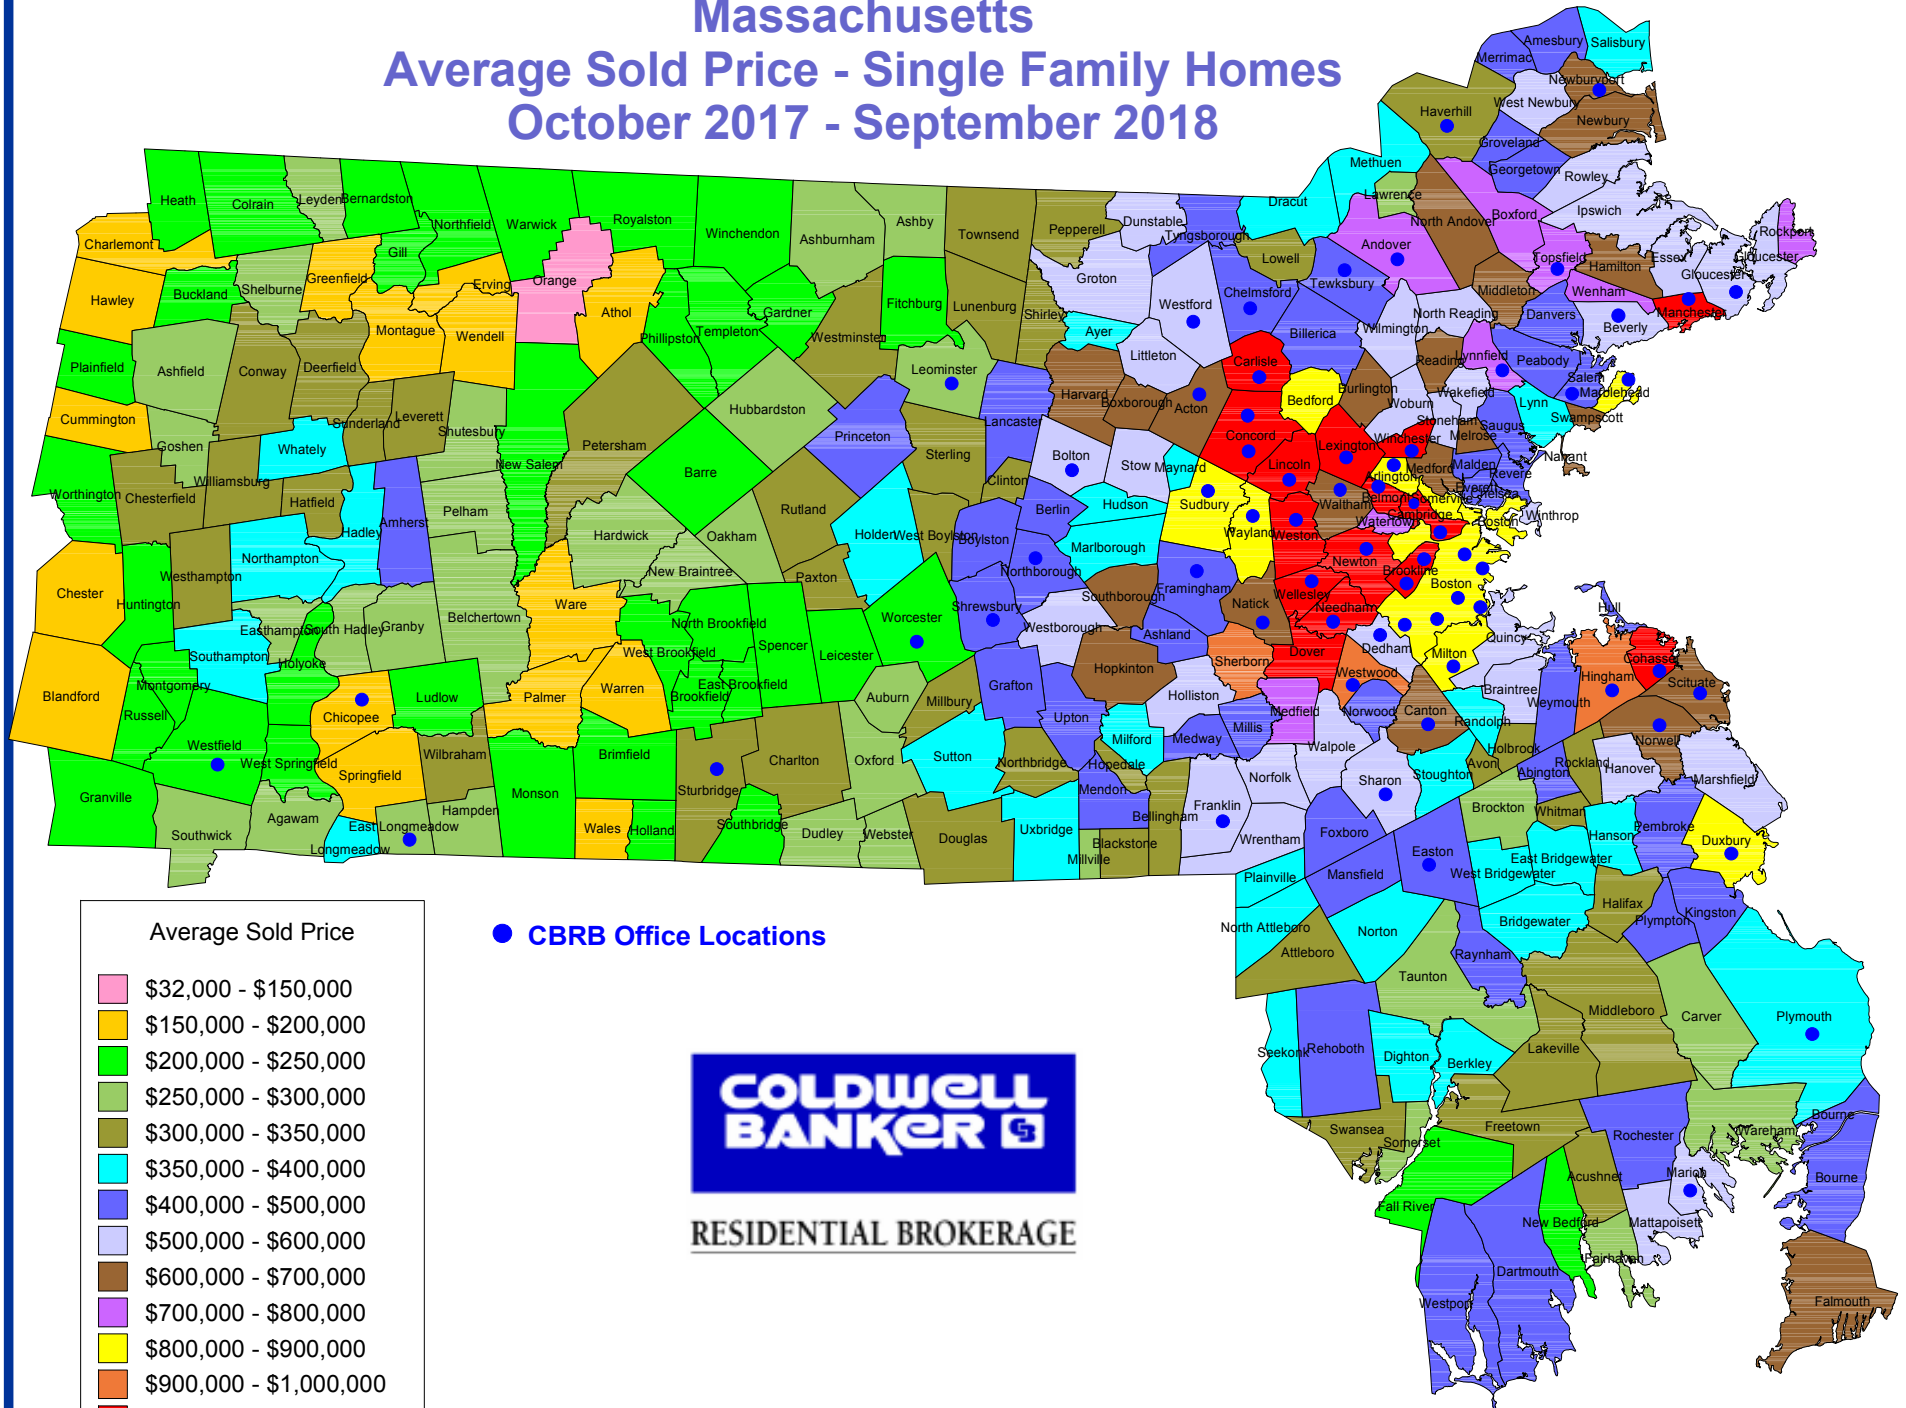 Massachusetts
Average Sold Price - Single Family Homes
October 2017 - September 2018
Amesbury
Salisbury
Merrimac
Newburyport
West Newbury
Haverhill
Newbury
Groveland
Methuen
Georgetown
Rowley
Heath
Colrain
Leyden
Bernardston
Northfield
Warwick
Royalston
Winchendon
Ashburnham
Ashby
Townsend
Pepperell
Dunstable
Tyngsborough
Dracut
Lawrence
North Andover
Boxford
Ipswich
Rockport
Charlemont
Gill
Greenfield
Erving
Orange
Groton
Lowell
Andover
Topsfield
Hamilton
Essex
Gloucester
Gloucester
Hawley
Buckland
Shelburne
Montague
Wendell
Athol
Phillipston
Templeton
Gardner
Westminster
Fitchburg
Lunenburg
Shirley
Ayer
Westford
Chelmsford
Tewksbury
Billerica
Wilmington
North Reading
Middleton
Wenham
Danvers
Beverly
Manchester
Plainfield
Ashfield
Conway
Deerfield
Leominster
Littleton
Carlisle
Reading
Lynnfield
Peabody
Salem
Marblehead
Cummington
Goshen
Whately
Sunderland
Leverett
Shutesbury
New Salem
Petersham
Hubbardston
Princeton
Lancaster
Harvard
Boxborough
Acton
Bedford
Burlington
Woburn
Wakefield
Stoneham
Lynn
Swampscott
Saugus
Melrose
Nahant
Worthington
Chesterfield
Williamsburg
Hatfield
Hadley
Amherst
Pelham
Barre
Sterling
Clinton
Bolton
Stow
Maynard
Concord
Lincoln
Lexington
Winchester
Arlington
Medford
Malden
Revere
Everett
Chelsea
Winthrop
Northampton
Westhampton
Hardwick
Oakham
Rutland
Holden
West Boylston
Boylston
Berlin
Hudson
Marlborough
Sudbury
Wayland
Weston
Waltham
Belmont
Somerville
Watertown
Cambridge
Boston
Chester
Huntington
Easthampton
South Hadley
Granby
Belchertown
Ware
New Braintree
Paxton
Northborough
Southborough
Framingham
Natick
Wellesley
Newton
Brookline
Boston
Needham
Hull
Southampton
Holyoke
West Brookfield
North Brookfield
Spencer
Leicester
Worcester
Shrewsbury
Westborough
Ashland
Hopkinton
Sherborn
Dover
Dedham
Milton
Quincy
Blandford
Montgomery
Russell
Chicopee
Ludlow
Palmer
Warren
Brookfield
East Brookfield
Auburn
Millbury
Grafton
Upton
Holliston
Medfield
Westwood
Norwood
Canton
Randolph
Braintree
Weymouth
Hingham
Cohasset
Scituate
Norwell
Westfield
West Springfield
Springfield
Wilbraham
Brimfield
Sturbridge
Charlton
Oxford
Sutton
Northbridge
Milford
Hopedale
Medway
Millis
Norfolk
Walpole
Sharon
Stoughton
Avon
Holbrook
Abington
Rockland
Hanover
Marshfield
Granville
Southwick
Agawam
East Longmeadow
Longmeadow
Hampden
Monson
Wales
Holland
Southbridge
Dudley
Webster
Douglas
Uxbridge
Mendon
Millville
Blackstone
Bellingham
Franklin
Wrentham
Foxboro
Mansfield
Easton
Brockton
Whitman
West Bridgewater
East Bridgewater
Hanson
Pembroke
Duxbury
Plainville
North Attleboro
Attleboro
Norton
Bridgewater
Halifax
Plympton
Kingston
Raynham
Taunton
Middleboro
Carver
Plymouth
Seekonk
Rehoboth
Dighton
Berkley
Lakeville
Swansea
Somerset
Freetown
Rochester
Wareham
Bourne
Bourne
Fall River
Acushnet
Marion
Mattapoisett
New Bedford
Fairhaven
Dartmouth
Westport
Falmouth
Average Sold Price
$32,000 - $150,000
$150,000 - $200,000
$200,000 - $250,000
$250,000 - $300,000
$300,000 - $350,000
$350,000 - $400,000
$400,000 - $500,000
$500,000 - $600,000
$600,000 - $700,000
$700,000 - $800,000
$800,000 - $900,000
$900,000 - $1,000,000
CBRB Office Locations
COLDWELL
BANKER
RESIDENTIAL BROKERAGE